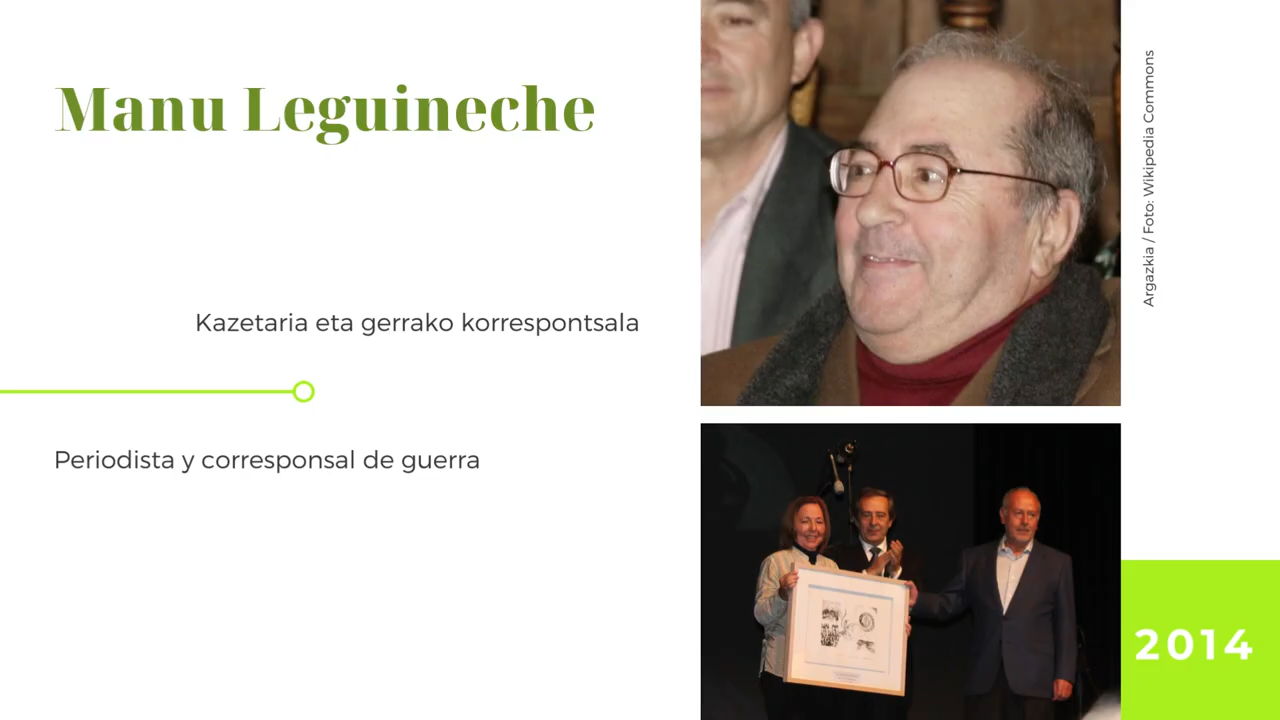 Manu Leguineche
Kazetaria eta gerrako korrespontsala
Periodista y corresponsal de guerra
Argazkia / Foto: Wikipedia Commons
2014